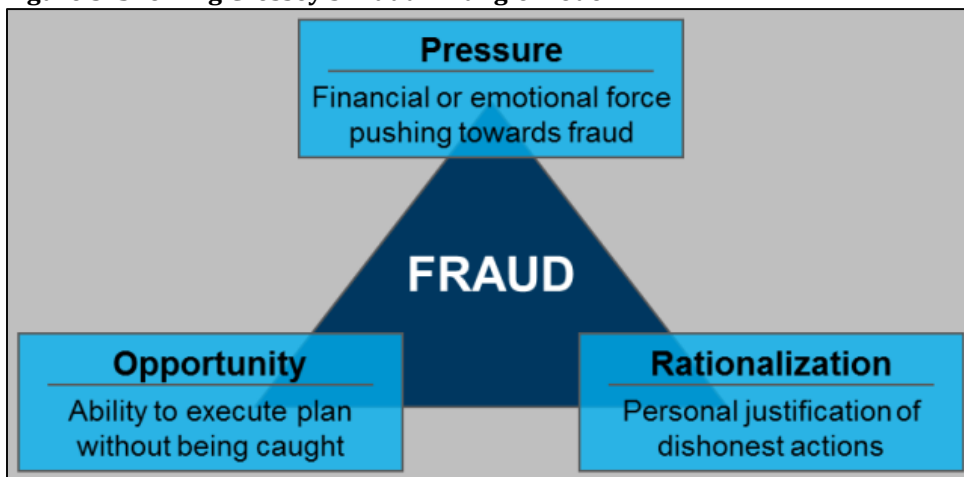 Pressure
Financial or emotional force
pushing towards fraud
FRAUD
Opportunity
Ability to execute plan
without being caught
Rationalization
Personal justification of
dishonest actions